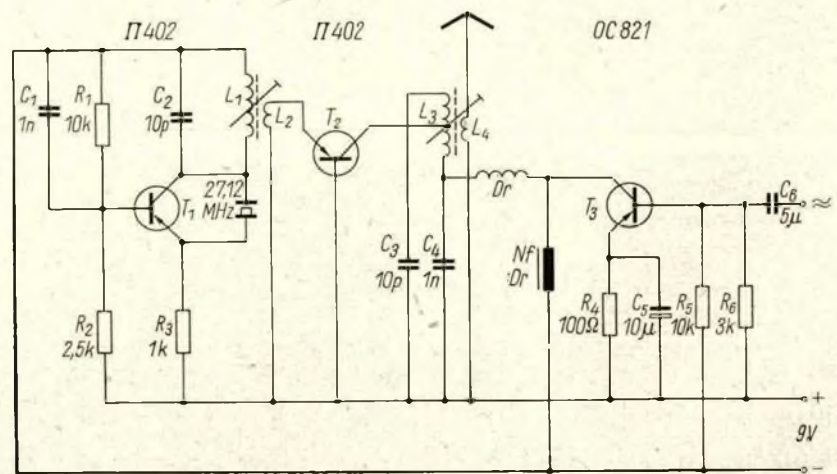 П402
П402
OC821
C₁
1n
R₁
10k
C₂
10p
L₁
L₂
T₂
L₃
L₄
T₁
27,12
MHz
Dr
T₃
C₆
5μ
≈
C₃
10p
C₄
1n
Nf
Dr
R₂
2,5k
R₃
1k
R₄
100Ω
C₅
10μ
R₅
10k
R₆
3k
+
9V
−